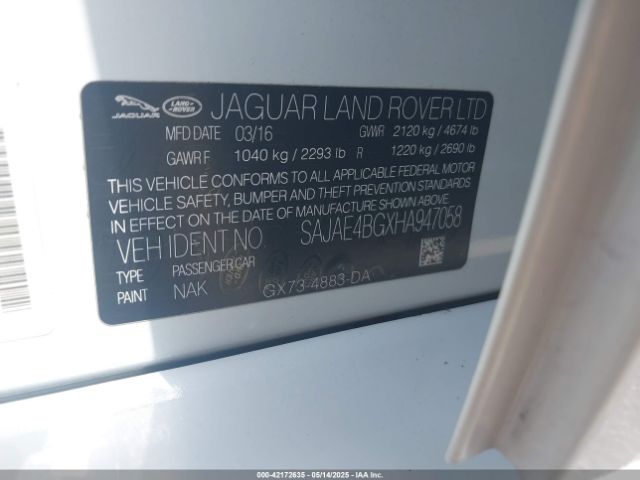 JAGUAR LAND ROVER JAGUAR LAND ROVER LTD
MFD DATE 03/16 GWR 2120 kg / 4674 lb
GAWR F 1040 kg / 2293 lb R 1220 kg / 2690 lb
THIS VEHICLE CONFORMS TO ALL APPLICABLE FEDERAL MOTOR
VEHICLE SAFETY, BUMPER AND THEFT PREVENTION STANDARDS
IN EFFECT ON THE DATE OF MANUFACTURE SHOWN ABOVE.
VEH IDENT NO. SAJAE4BGXHA947058
TYPE PASSENGER CAR
PAINT NAK GX73-4883-DA
000-42172635 05/14/2025 IAA Inc.